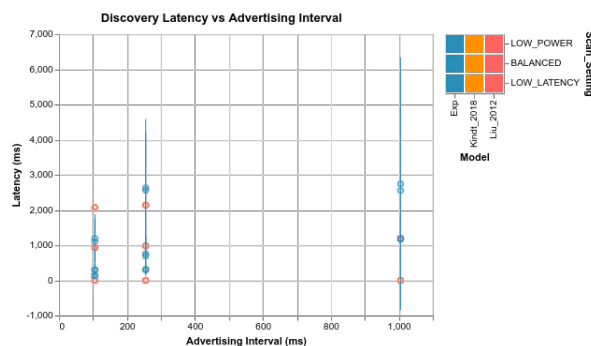 Discovery Latency vs Advertising Interval
7,000
6,000
5,000
4,000
3,000
2,000
1,000
0
-1,000
Latency (ms)
0
200
400
600
800
1,000
Advertising Interval (ms)
LOW_POWER
BALANCED
LOW_LATENCY
Scan_Setting
Exp
Kindt_2018
Liu_2012
Model